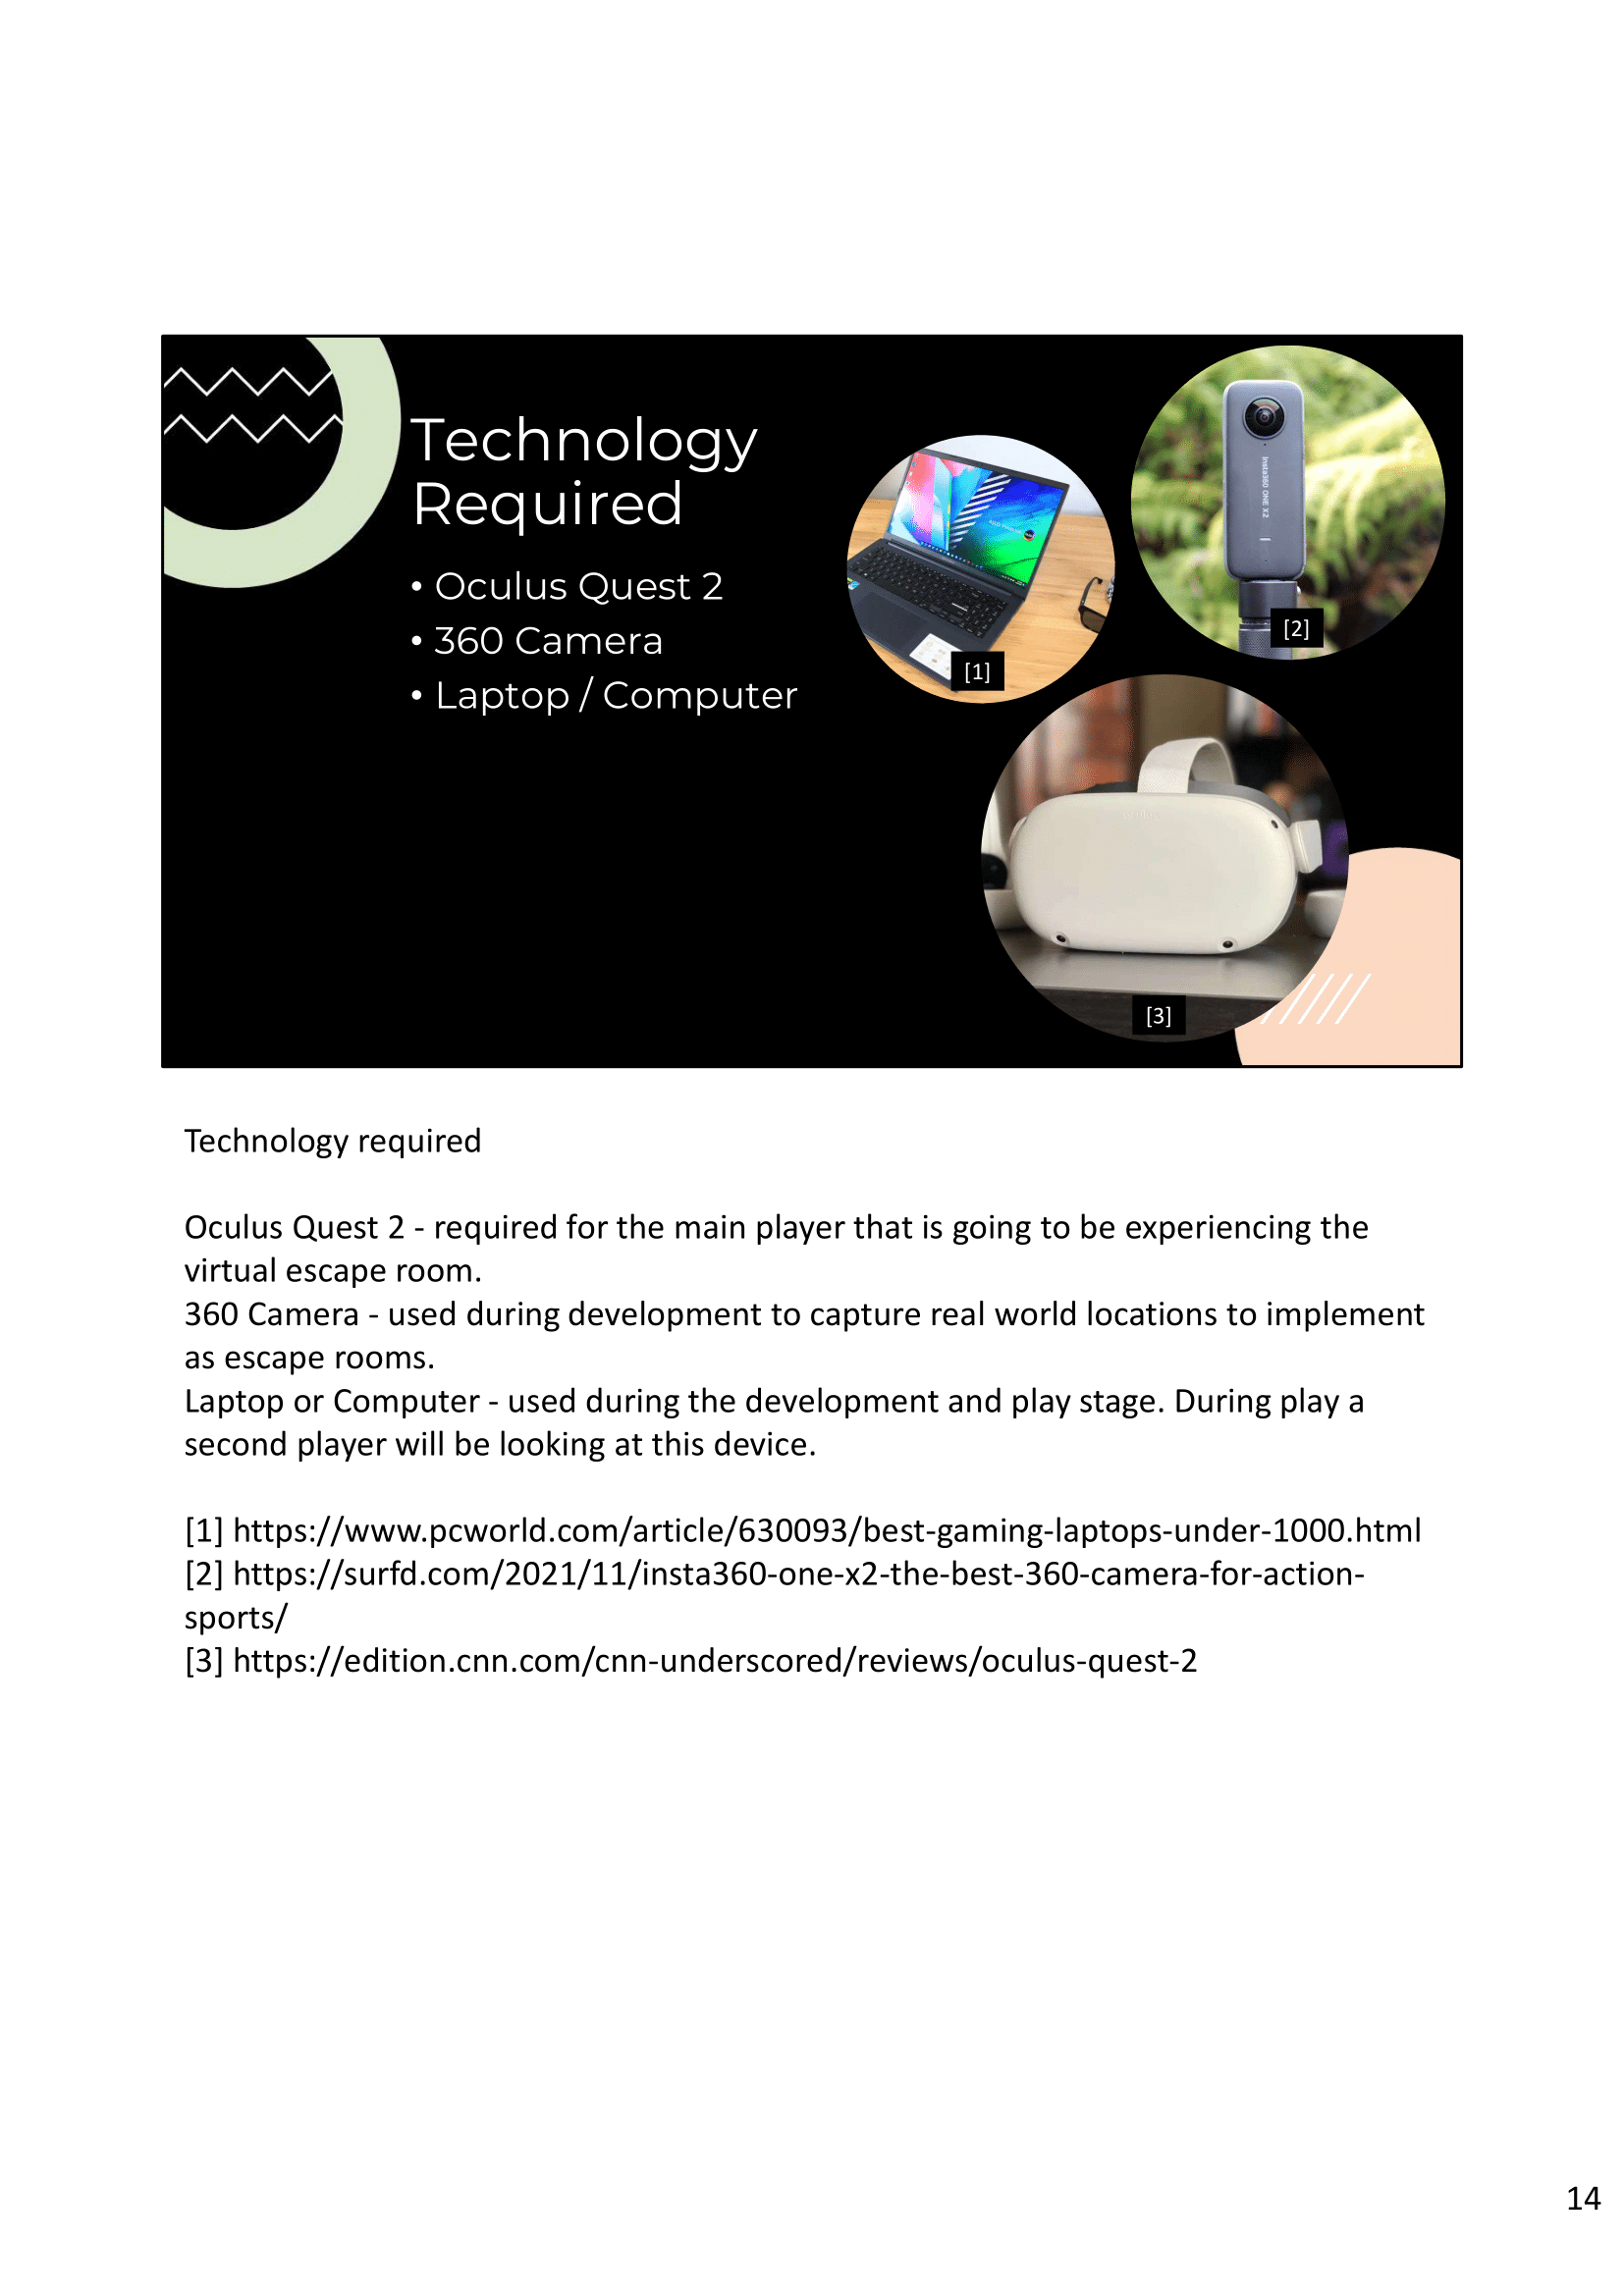 Technology
Required
• Oculus Quest 2
• 360 Camera
• Laptop / Computer
[1]
Insta360 ONE X2
[2]
[3]
Technology required
Oculus Quest 2 - required for the main player that is going to be experiencing the
virtual escape room.
360 Camera - used during development to capture real world locations to implement
as escape rooms.
Laptop or Computer - used during the development and play stage. During play a
second player will be looking at this device.
[1] https://www.pcworld.com/article/630093/best-gaming-laptops-under-1000.html
[2] https://surfd.com/2021/11/insta360-one-x2-the-best-360-camera-for-action-
sports/
[3] https://edition.cnn.com/cnn-underscored/reviews/oculus-quest-2
14